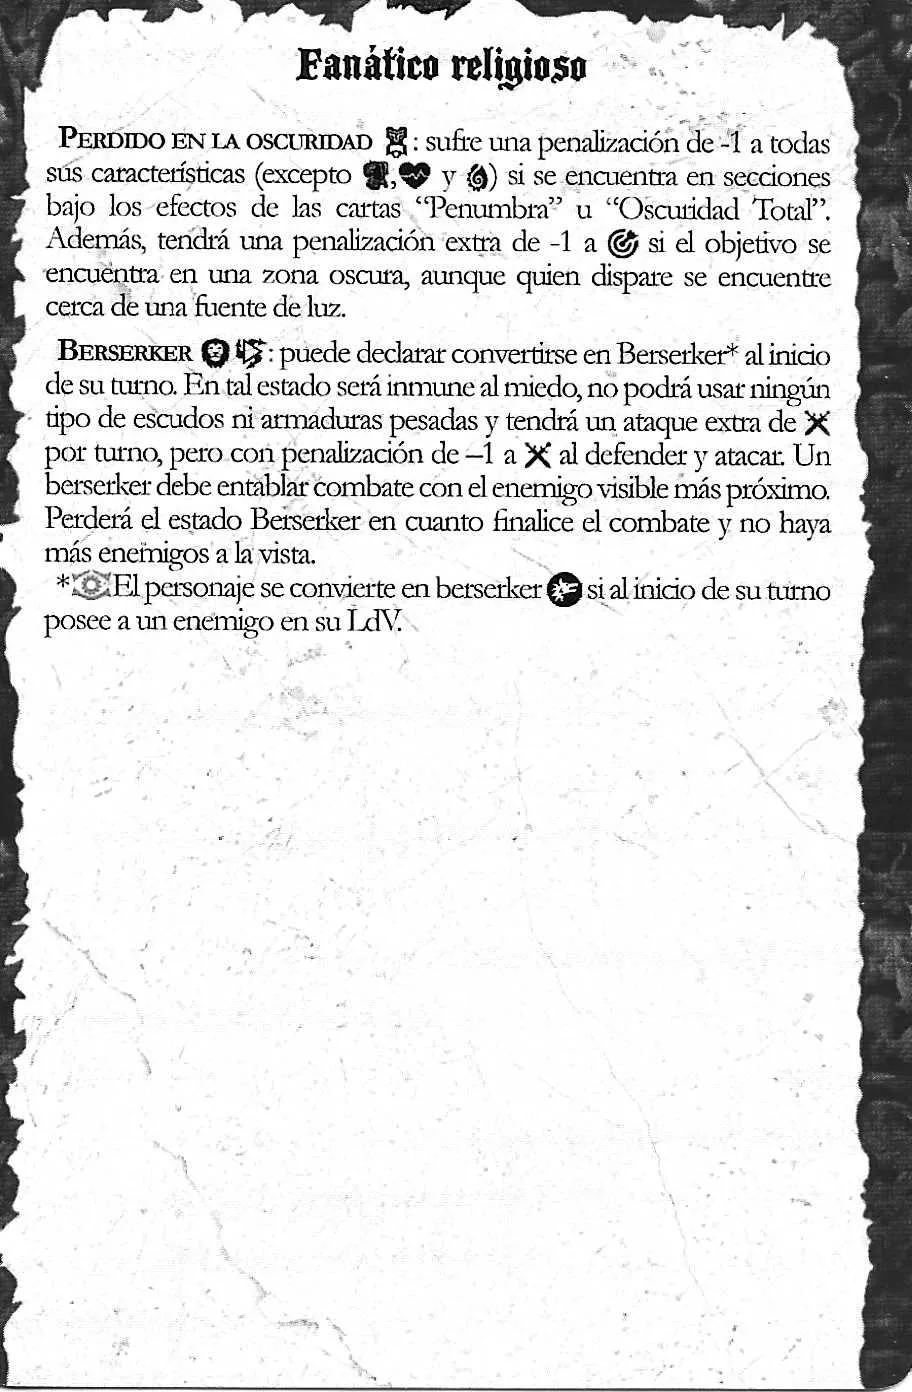 Fanático religioso
PERDIDO EN LA OSCURIDAD : sufre una penalización de -1 a todas
sus características (excepto , y ) si se encuentra en secciones
bajo los efectos de las cartas “Penumbra” u “Oscuridad Total”.
Además, tendrá una penalización extra de -1 a si el objetivo se
encuentra en una zona oscura, aunque quien dispare se encuentre
cerca de una fuente de luz.
BERSERKER : puede declarar convertirse en Berserker* al inicio
de su turno. En tal estado será inmune al miedo, no podrá usar ningún
tipo de escudos ni armaduras pesadas y tendrá un ataque extra de
por turno, pero con penalización de –1 a al defender y atacar. Un
berserker debe entablar combate con el enemigo visible más próximo.
Perderá el estado Berserker en cuanto finalice el combate y no haya
más enemigos a la vista.
* El personaje se convierte en berserker si al inicio de su turno
posee a un enemigo en su LdV.